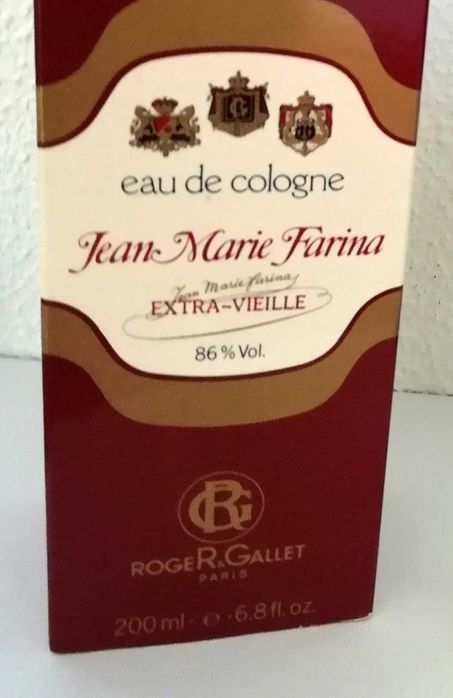 eau de cologne
Jean Marie Farina
Jean Marie Farina
EXTRA-VIEILLE
86 % Vol.
RG
ROGER & GALLET
PARIS
200 ml · e · 6.8 fl. oz.